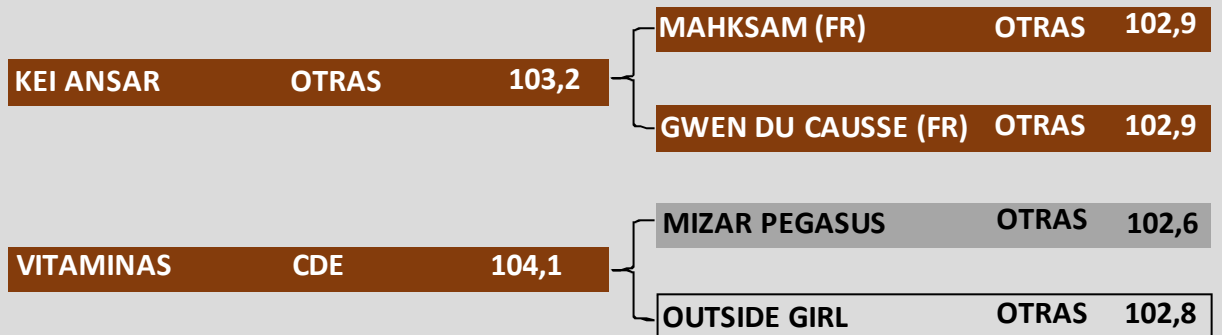 MAHKSAM (FR) OTRAS 102,9
KEI ANSAR OTRAS 103,2
GWEN DU CAUSSE (FR) OTRAS 102,9
MIZAR PEGASUS OTRAS 102,6
VITAMINAS CDE 104,1
OUTSIDE GIRL OTRAS 102,8